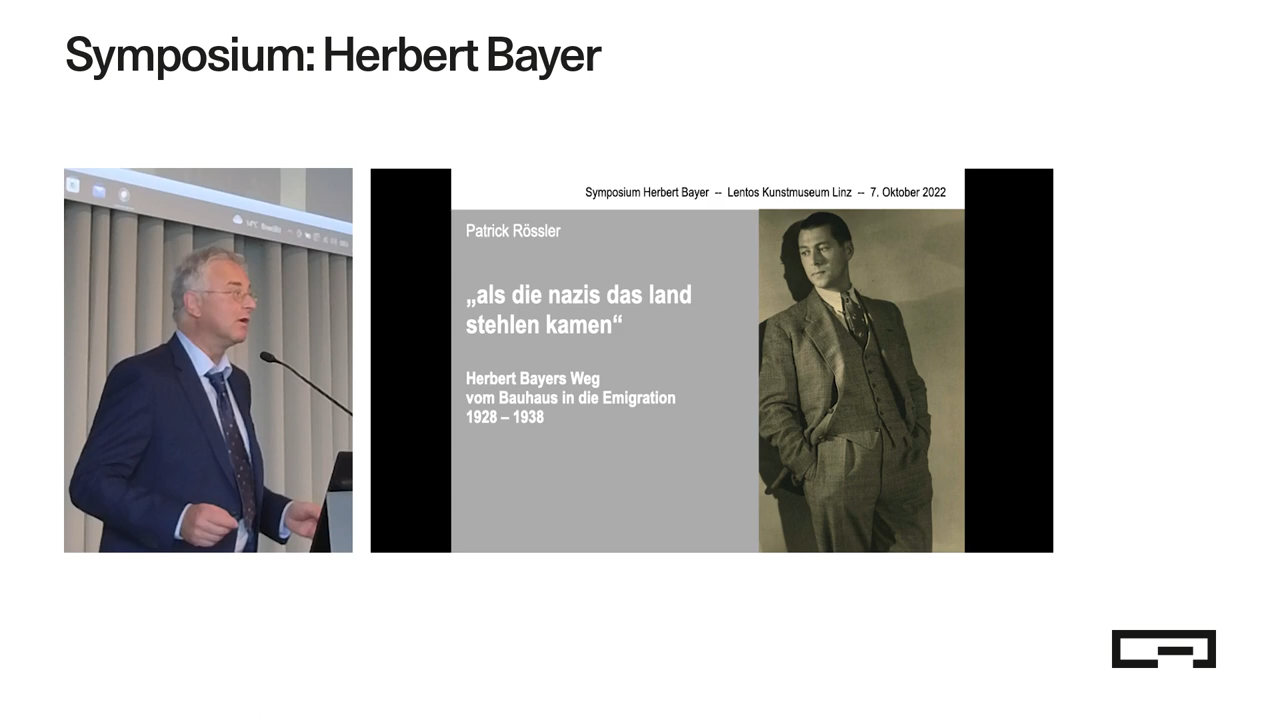 Symposium: Herbert Bayer
Symposium Herbert Bayer -- Lentos Kunstmuseum Linz -- 7. Oktober 2022
Patrick Rössler
„als die nazis das land
stehlen kamen“
Herbert Bayers Weg
vom Bauhaus in die Emigration
1928 – 1938